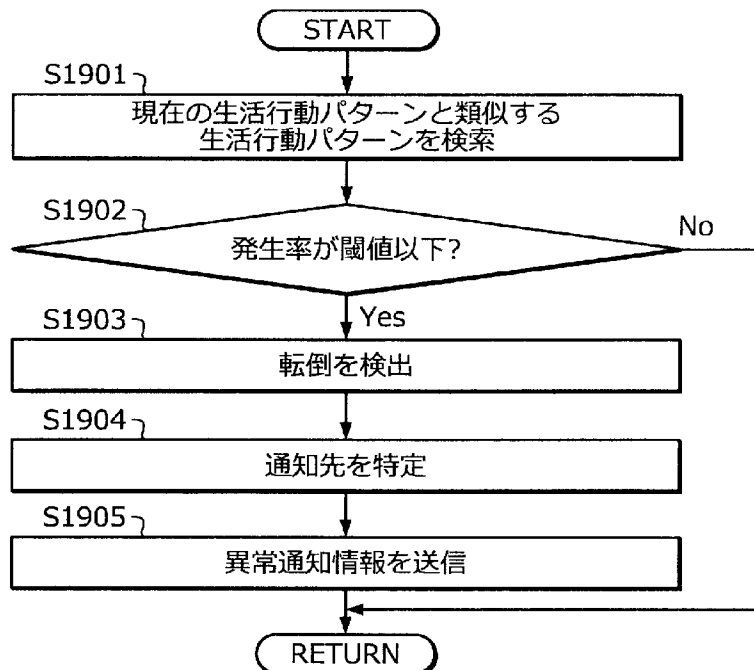 START
S1901
現在の生活行動パターンと類似する
生活行動パターンを検索
S1902
発生率が閾値以下?
No
Yes
S1903
転倒を検出
S1904
通知先を特定
S1905
異常通知情報を送信
RETURN